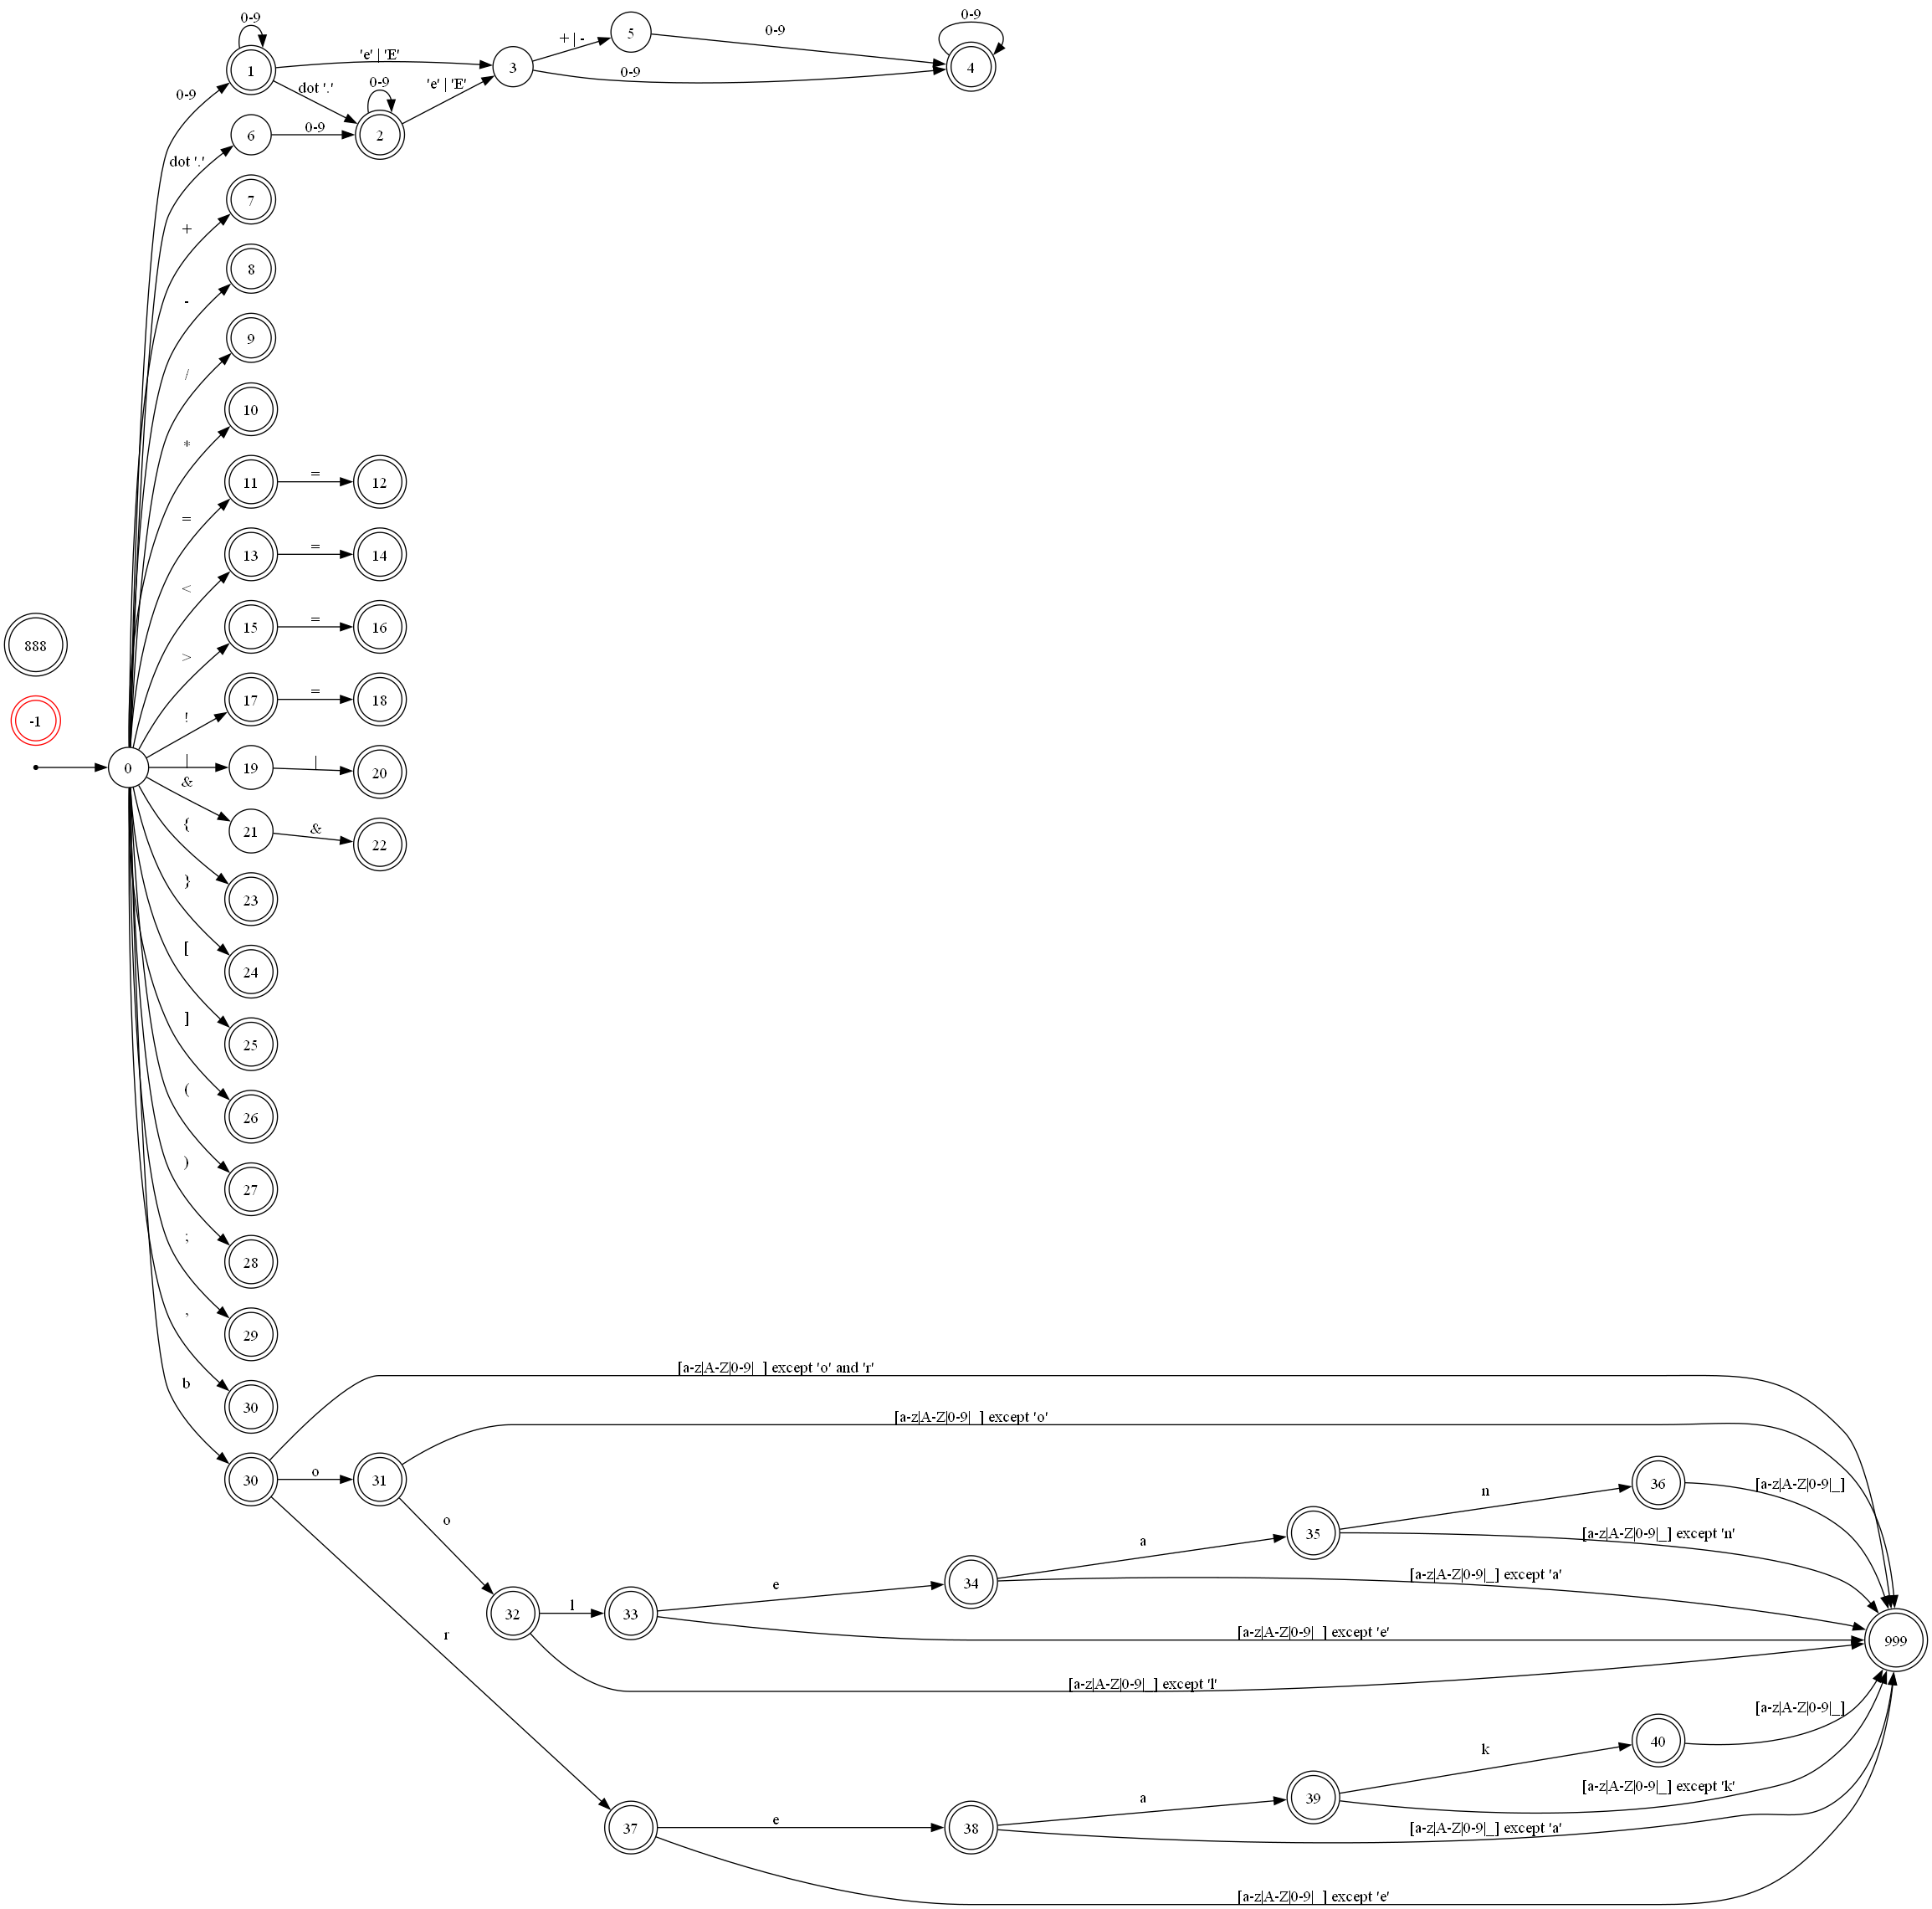 0-9
1
'e' | 'E'
3
+ | -
5
0-9
0-9
0-9
4
0-9
dot '.'
0-9
2
'e' | 'E'
dot '.'
6
0-9
+
7
-
8
/
9
*
10
=
11
=
12
<
13
=
14
>
15
=
16
!
17
=
18
888
-1
0
|
19
|
20
&
21
&
22
{
23
}
24
[
25
]
26
(
27
)
28
;
29
,
30
b
30
[a-z|A-Z|0-9|_] except 'o' and 'r'
o
31
[a-z|A-Z|0-9|_] except 'o'
o
32
l
33
e
34
a
35
n
36
[a-z|A-Z|0-9|_]
[a-z|A-Z|0-9|_] except 'n'
[a-z|A-Z|0-9|_] except 'a'
[a-z|A-Z|0-9|_] except 'e'
[a-z|A-Z|0-9|_] except 'l'
999
r
37
e
38
a
39
k
40
[a-z|A-Z|0-9|_]
[a-z|A-Z|0-9|_] except 'k'
[a-z|A-Z|0-9|_] except 'a'
[a-z|A-Z|0-9|_] except 'e'